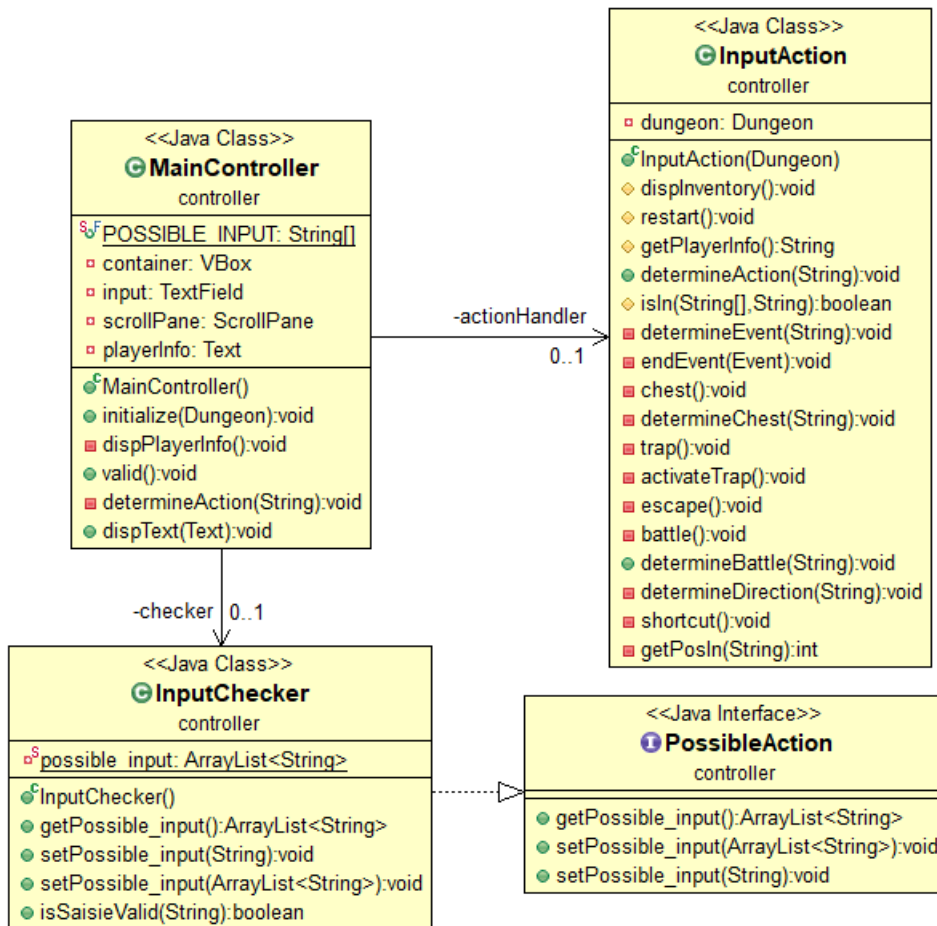 <<Java Class>>
InputAction
controller
dungeon: Dungeon
InputAction(Dungeon)
dispInventory():void
restart():void
getPlayerInfo():String
determineAction(String):void
isIn(String[],String):boolean
determineEvent(String):void
endEvent(Event):void
chest():void
determineChest(String):void
trap():void
activateTrap():void
escape():void
battle():void
determineBattle(String):void
determineDirection(String):void
shortcut():void
getPosIn(String):int
<<Java Class>>
MainController
controller
POSSIBLE_INPUT: String[]
container: VBox
input: TextField
scrollPane: ScrollPane
playerInfo: Text
MainController()
initialize(Dungeon):void
dispPlayerInfo():void
valid():void
determineAction(String):void
dispText(Text):void
-actionHandler
0..1
-checker 0..1
<<Java Class>>
InputChecker
controller
possible_input: ArrayList<String>
InputChecker()
getPossible_input():ArrayList<String>
setPossible_input(String):void
setPossible_input(ArrayList<String>):void
isSaisieValid(String):boolean
<<Java Interface>>
PossibleAction
controller
getPossible_input():ArrayList<String>
setPossible_input(ArrayList<String>):void
setPossible_input(String):void